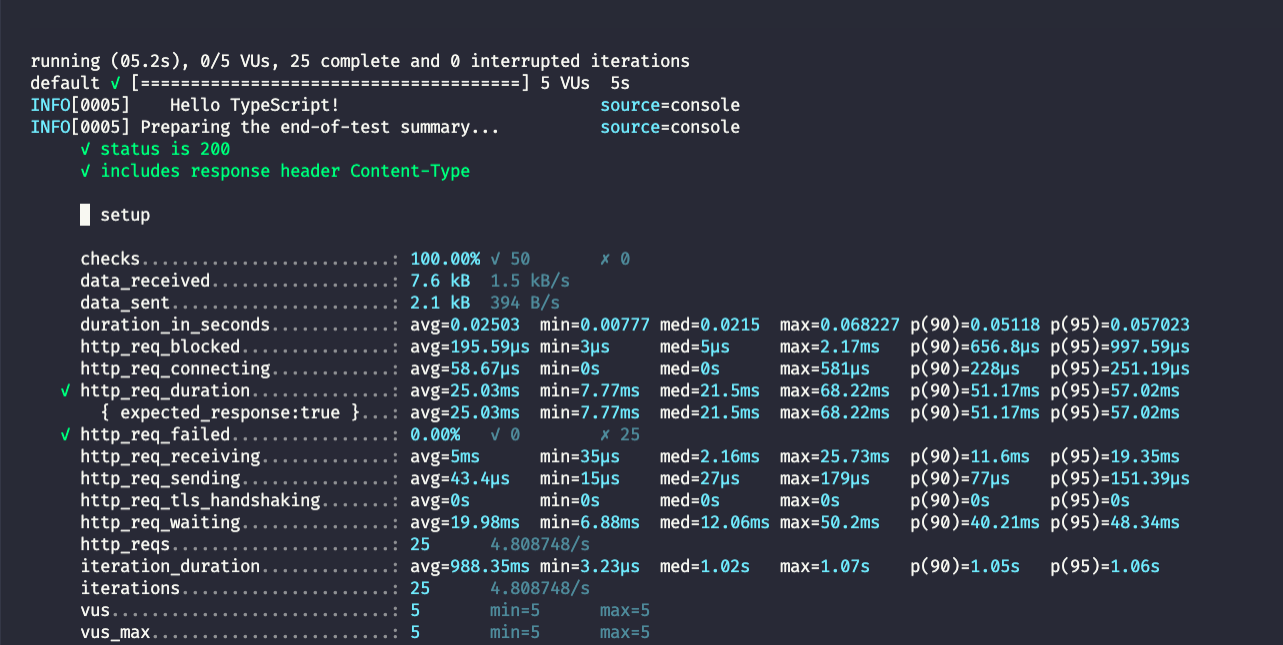 running (05.2s), 0/5 VUs, 25 complete and 0 interrupted iterations
default ✓ [======================================] 5 VUs  5s
INFO[0005]    Hello TypeScript!                          source=console
INFO[0005] Preparing the end-of-test summary...          source=console
     ✓ status is 200
     ✓ includes response header Content-Type

     █ setup

     checks.........................: 100.00% ✓ 50       ✗ 0
     data_received..................: 7.6 kB  1.5 kB/s
     data_sent......................: 2.1 kB  394 B/s
     duration_in_seconds............: avg=0.02503  min=0.00777 med=0.0215  max=0.068227 p(90)=0.05118 p(95)=0.057023
     http_req_blocked...............: avg=195.59µs min=3µs     med=5µs     max=2.17ms   p(90)=656.8µs p(95)=997.59µs
     http_req_connecting............: avg=58.67µs  min=0s      med=0s      max=581µs    p(90)=228µs   p(95)=251.19µs
   ✓ http_req_duration..............: avg=25.03ms  min=7.77ms  med=21.5ms  max=68.22ms  p(90)=51.17ms p(95)=57.02ms
       { expected_response:true }...: avg=25.03ms  min=7.77ms  med=21.5ms  max=68.22ms  p(90)=51.17ms p(95)=57.02ms
   ✓ http_req_failed................: 0.00%   ✓ 0        ✗ 25
     http_req_receiving.............: avg=5ms      min=35µs    med=2.16ms  max=25.73ms  p(90)=11.6ms  p(95)=19.35ms
     http_req_sending...............: avg=43.4µs   min=15µs    med=27µs    max=179µs    p(90)=77µs    p(95)=151.39µs
     http_req_tls_handshaking.......: avg=0s       min=0s      med=0s      max=0s       p(90)=0s      p(95)=0s
     http_req_waiting...............: avg=19.98ms  min=6.88ms  med=12.06ms max=50.2ms   p(90)=40.21ms p(95)=48.34ms
     http_reqs......................: 25      4.808748/s
     iteration_duration.............: avg=988.35ms min=3.23µs  med=1.02s   max=1.07s    p(90)=1.05s   p(95)=1.06s
     iterations.....................: 25      4.808748/s
     vus............................: 5       min=5      max=5
     vus_max........................: 5       min=5      max=5